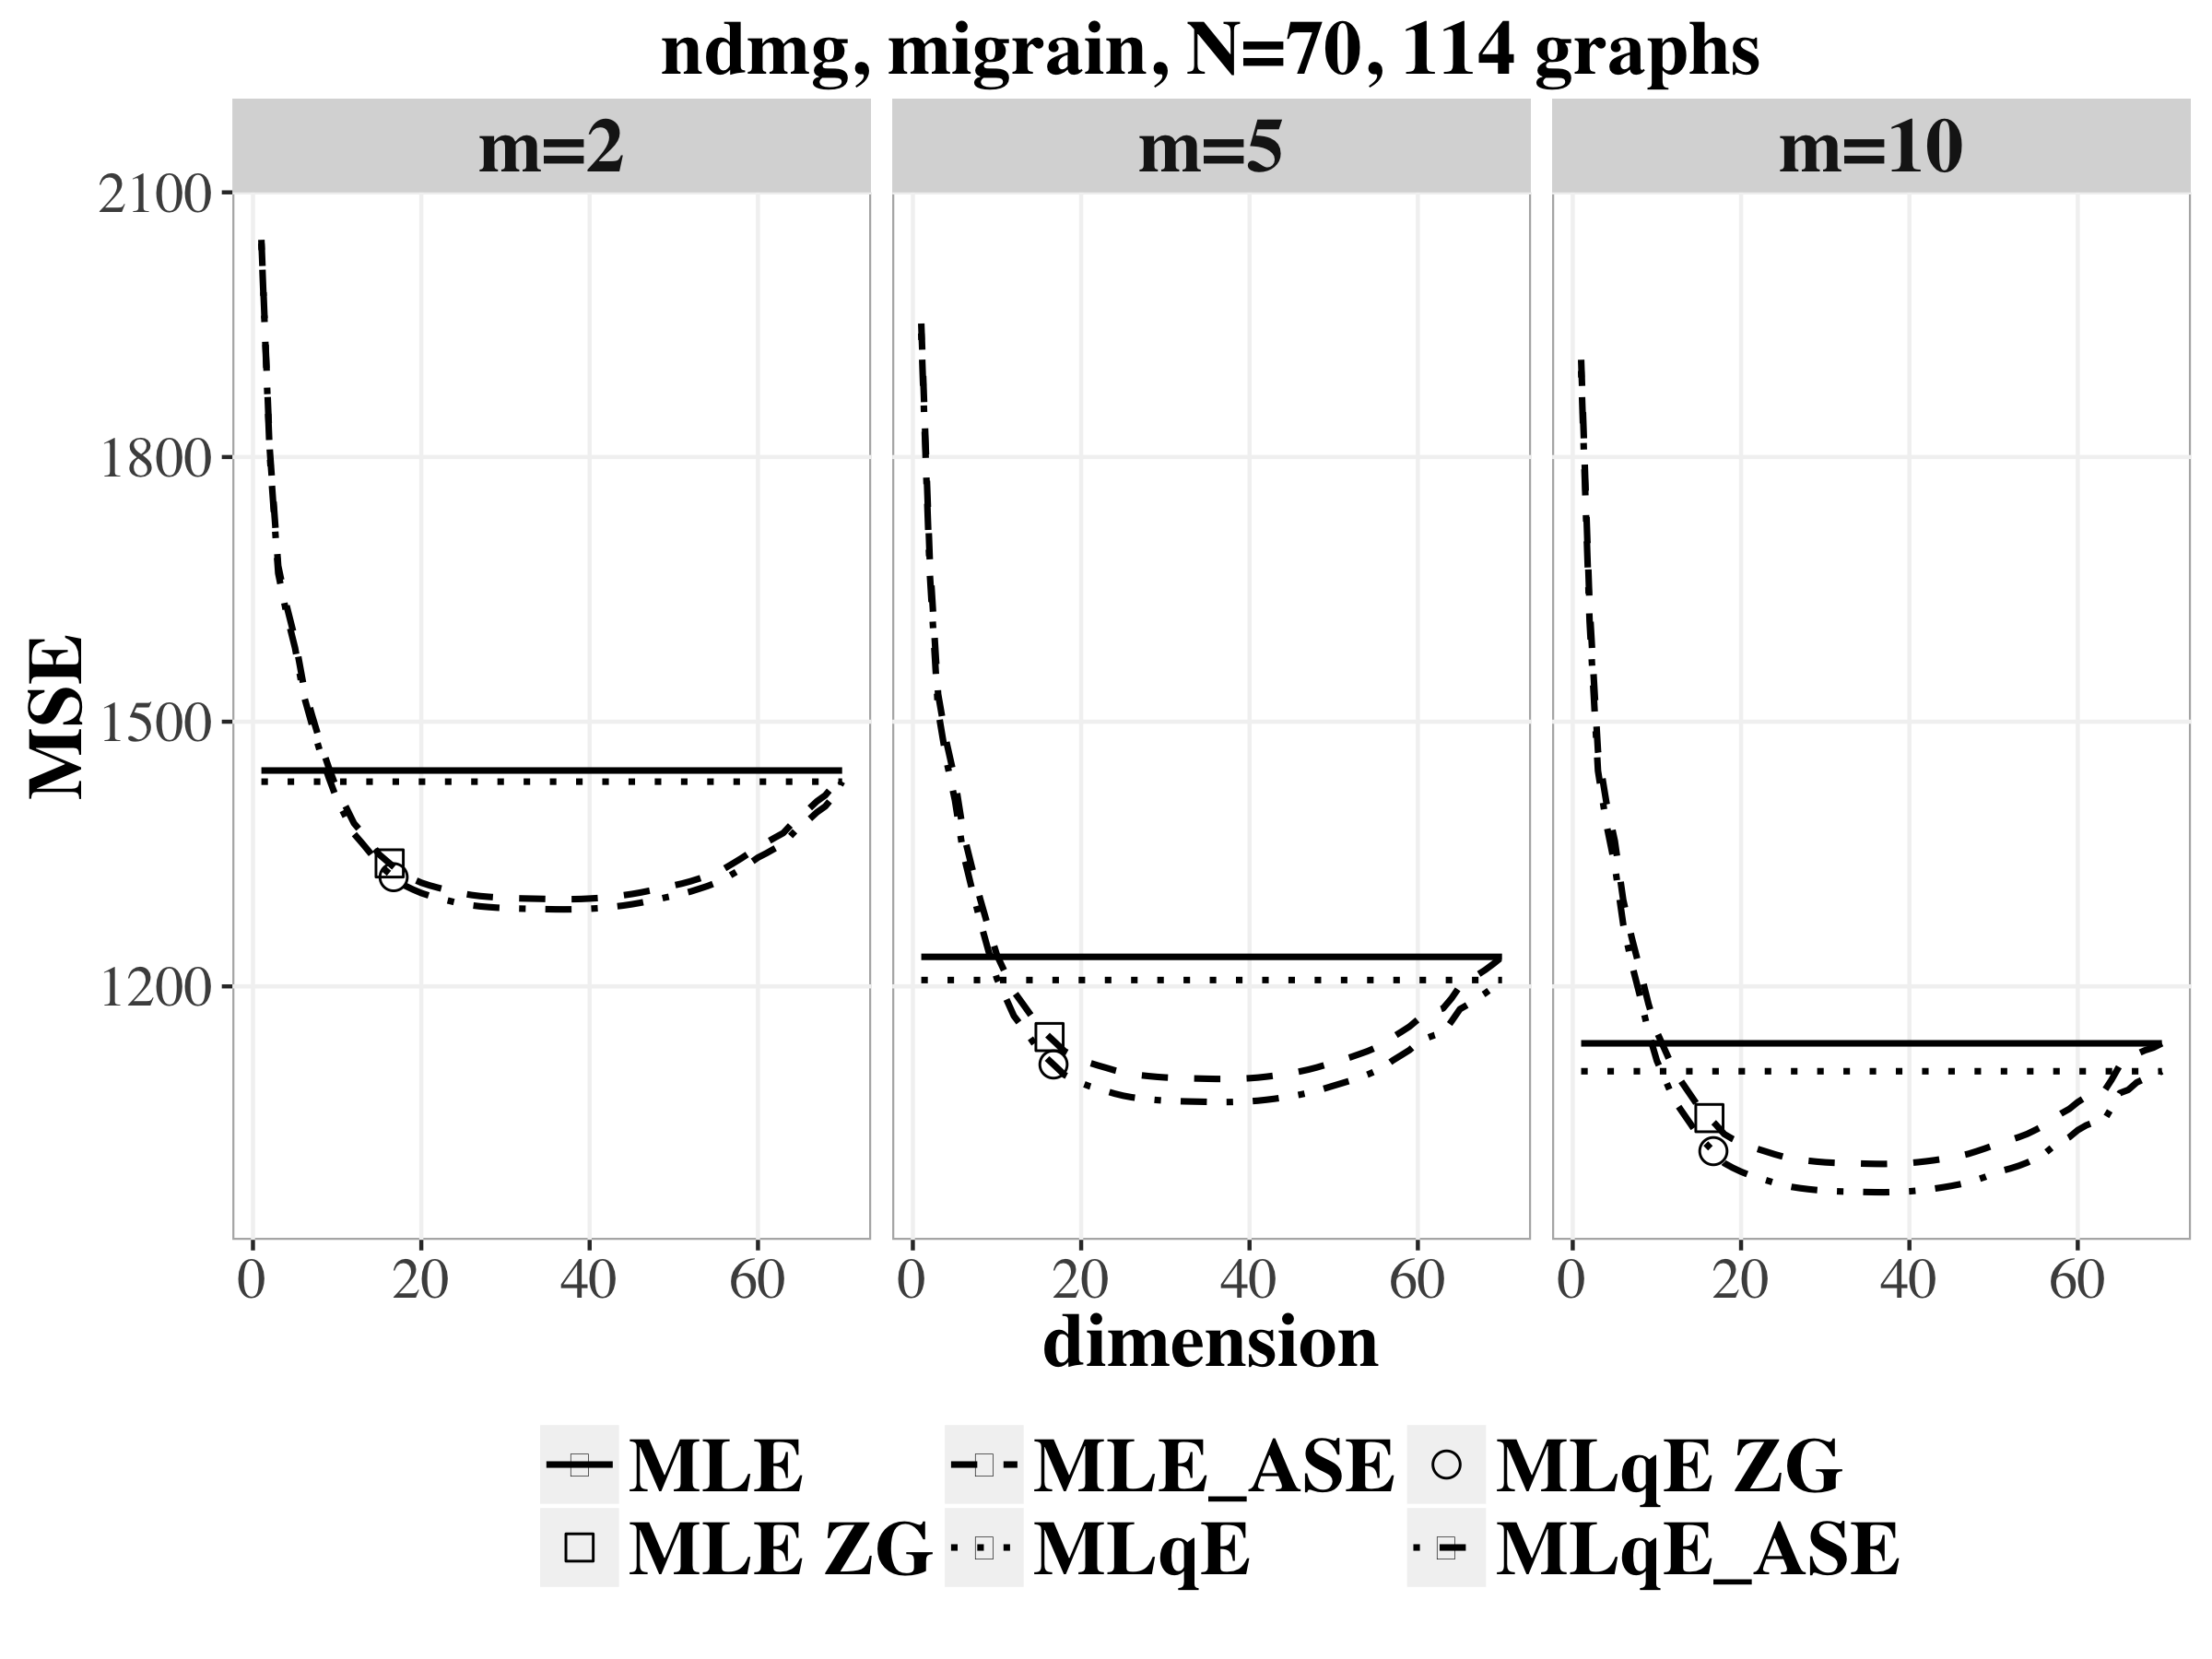 ndmg, migrain, N=70, 114 graphs
m=2 m=5 m=10
2100
1800
1500
1200
MSE
0 20 40 60 0 20 40 60 0 20 40 60
dimension
MLE MLE_ASE MLqE ZG
MLE ZG MLqE MLqE_ASE